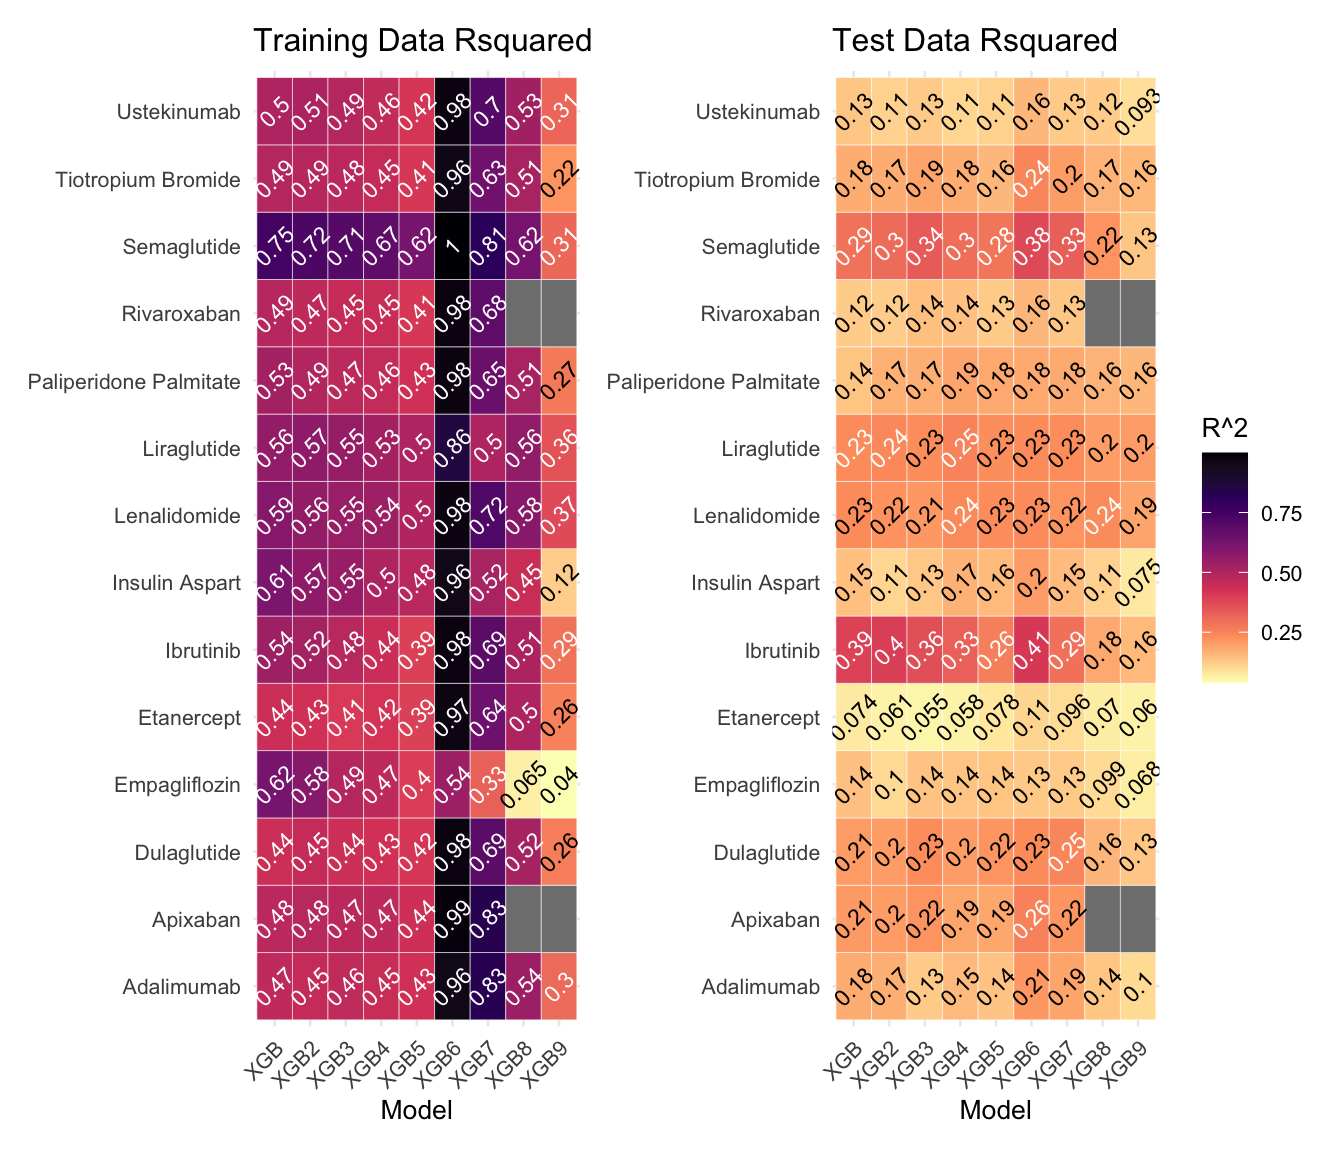 Training Data Rsquared
Ustekinumab 0.5 0.51 0.49 0.46 0.42 0.98 0.7 0.53 0.31
Tiotropium Bromide 0.49 0.49 0.48 0.45 0.41 0.96 0.63 0.51 0.22
Semaglutide 0.75 0.72 0.71 0.67 0.62 1 0.81 0.62 0.31
Rivaroxaban 0.49 0.47 0.45 0.45 0.41 0.98 0.68
Paliperidone Palmitate 0.53 0.49 0.47 0.46 0.43 0.98 0.65 0.51 0.27
Liraglutide 0.56 0.57 0.55 0.53 0.5 0.86 0.5 0.56 0.36
Lenalidomide 0.59 0.56 0.55 0.54 0.5 0.98 0.72 0.58 0.37
Insulin Aspart 0.61 0.57 0.55 0.5 0.48 0.96 0.52 0.45 0.12
Ibrutinib 0.54 0.52 0.48 0.44 0.39 0.98 0.69 0.51 0.29
Etanercept 0.44 0.43 0.41 0.42 0.39 0.97 0.64 0.5 0.26
Empagliflozin 0.62 0.58 0.49 0.47 0.4 0.54 0.33 0.065 0.04
Dulaglutide 0.44 0.45 0.44 0.43 0.42 0.98 0.69 0.52 0.26
Apixaban 0.48 0.48 0.47 0.47 0.44 0.99 0.83
Adalimumab 0.47 0.45 0.46 0.45 0.43 0.96 0.83 0.54 0.3
XGB XGB2 XGB3 XGB4 XGB5 XGB6 XGB7 XGB8 XGB9
Model
Test Data Rsquared
Ustekinumab 0.13 0.11 0.13 0.11 0.11 0.16 0.13 0.12 0.093
Tiotropium Bromide 0.18 0.17 0.19 0.18 0.16 0.24 0.2 0.17 0.16
Semaglutide 0.29 0.3 0.34 0.3 0.28 0.38 0.33 0.22 0.13
Rivaroxaban 0.12 0.12 0.14 0.14 0.13 0.16 0.13
Paliperidone Palmitate 0.14 0.17 0.17 0.19 0.18 0.18 0.18 0.16 0.16
Liraglutide 0.23 0.24 0.23 0.25 0.23 0.23 0.23 0.2 0.2
Lenalidomide 0.23 0.22 0.21 0.24 0.23 0.23 0.22 0.24 0.19
Insulin Aspart 0.15 0.11 0.13 0.17 0.16 0.2 0.15 0.11 0.075
Ibrutinib 0.39 0.4 0.36 0.33 0.26 0.41 0.29 0.18 0.16
Etanercept 0.074 0.061 0.055 0.058 0.078 0.11 0.096 0.07 0.06
Empagliflozin 0.14 0.1 0.14 0.14 0.14 0.13 0.13 0.099 0.068
Dulaglutide 0.21 0.2 0.23 0.2 0.22 0.23 0.25 0.16 0.13
Apixaban 0.21 0.2 0.22 0.19 0.19 0.26 0.22
Adalimumab 0.18 0.17 0.13 0.15 0.14 0.21 0.19 0.14 0.1
XGB XGB2 XGB3 XGB4 XGB5 XGB6 XGB7 XGB8 XGB9
Model
R^2
0.75
0.50
0.25